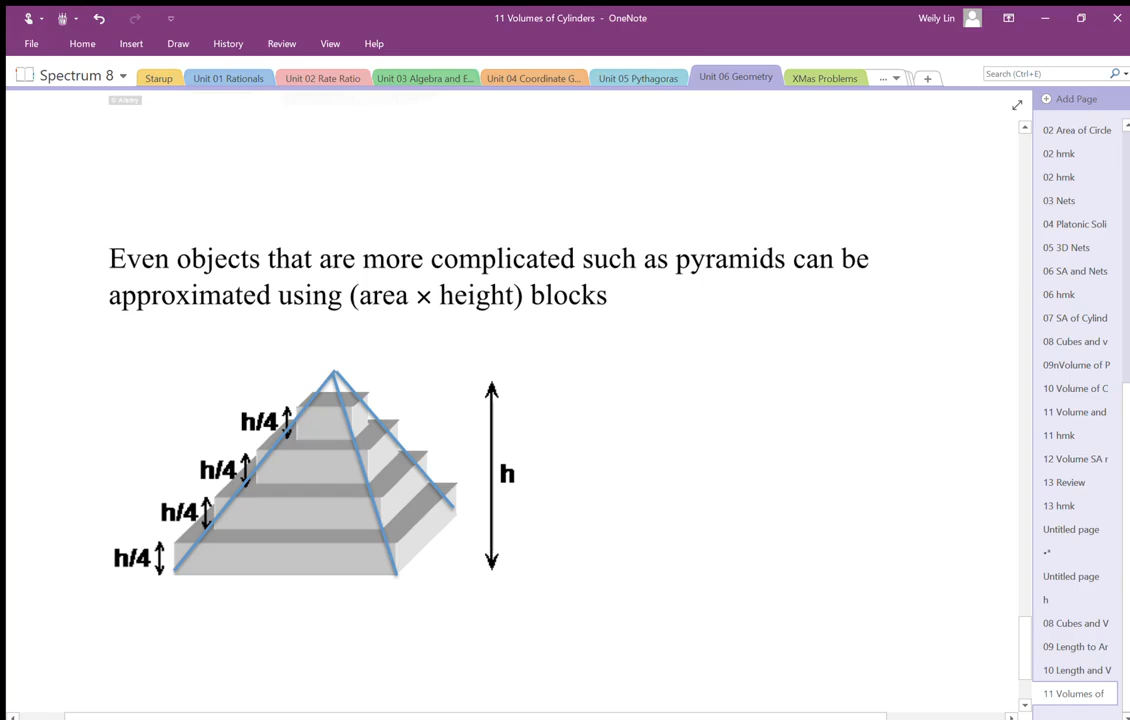 11 Volumes of Cylinders - OneNote
Weily Lin
File Home Insert Draw History Review View Help
Spectrum 8
Starup
Unit 01 Rationals
Unit 02 Rate Ratio
Unit 03 Algebra and E...
Unit 04 Coordinate G...
Unit 05 Pythagoras
Unit 06 Geometry
XMas Problems
...
Search (Ctrl+E)
Add Page
© Alamy
02 Area of Circle
02 hmk
02 hmk
03 Nets
04 Platonic Soli
05 3D Nets
06 SA and Nets
06 hmk
07 SA of Cylind
08 Cubes and v
09nVolume of P
10 Volume of C
11 Volume and
11 hmk
12 Volume SA r
13 Review
13 hmk
Untitled page
•*
Untitled page
h
08 Cubes and V
09 Length to Ar
10 Length and V
11 Volumes of
Even objects that are more complicated such as pyramids can be
approximated using (area × height) blocks
h/4
h/4
h/4
h/4
h